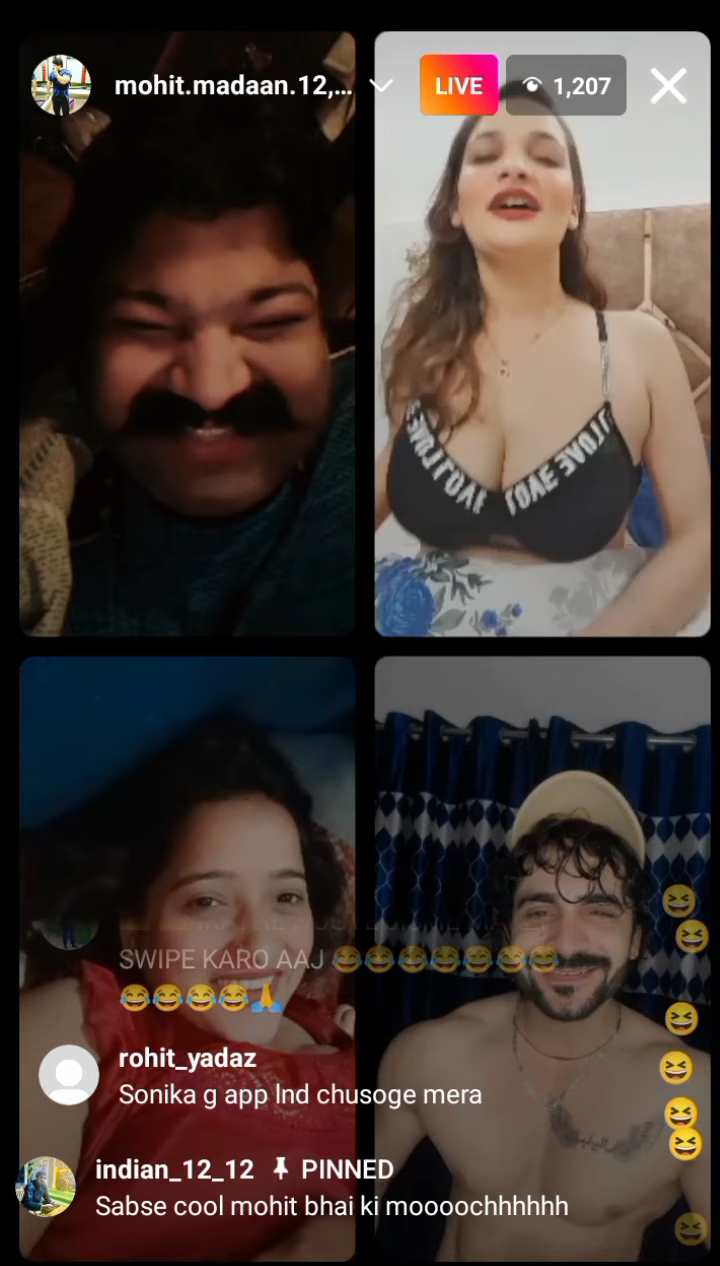 mohit.madaan.12,...
LIVE
1,207
SWIPE KARO AAJ 😂😂😂😂😂😂😂
😂😂😂😂🙏
rohit_yadaz
Sonika g app lnd chusoge mera
indian_12_12 PINNED
Sabse cool mohit bhai ki moooochhhhhh